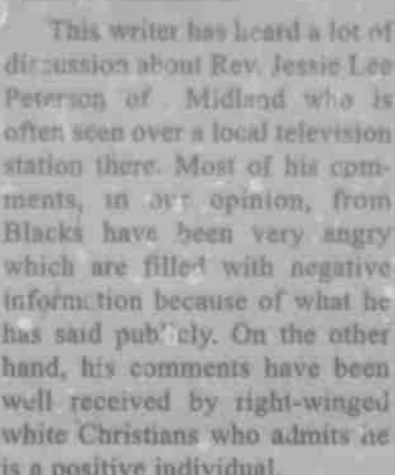 This writer has heard a lot of
discussion about Rev. Jessie Lee
Peterson of Midland who is
often seen over a local television
station there. Most of his com-
ments, in our opinion, from
Blacks have been very angry
which are filled with negative
information because of what he
has said publicly. On the other
hand, his comments have been
well received by right-winged
white Christians who admits he
is a positive individual.